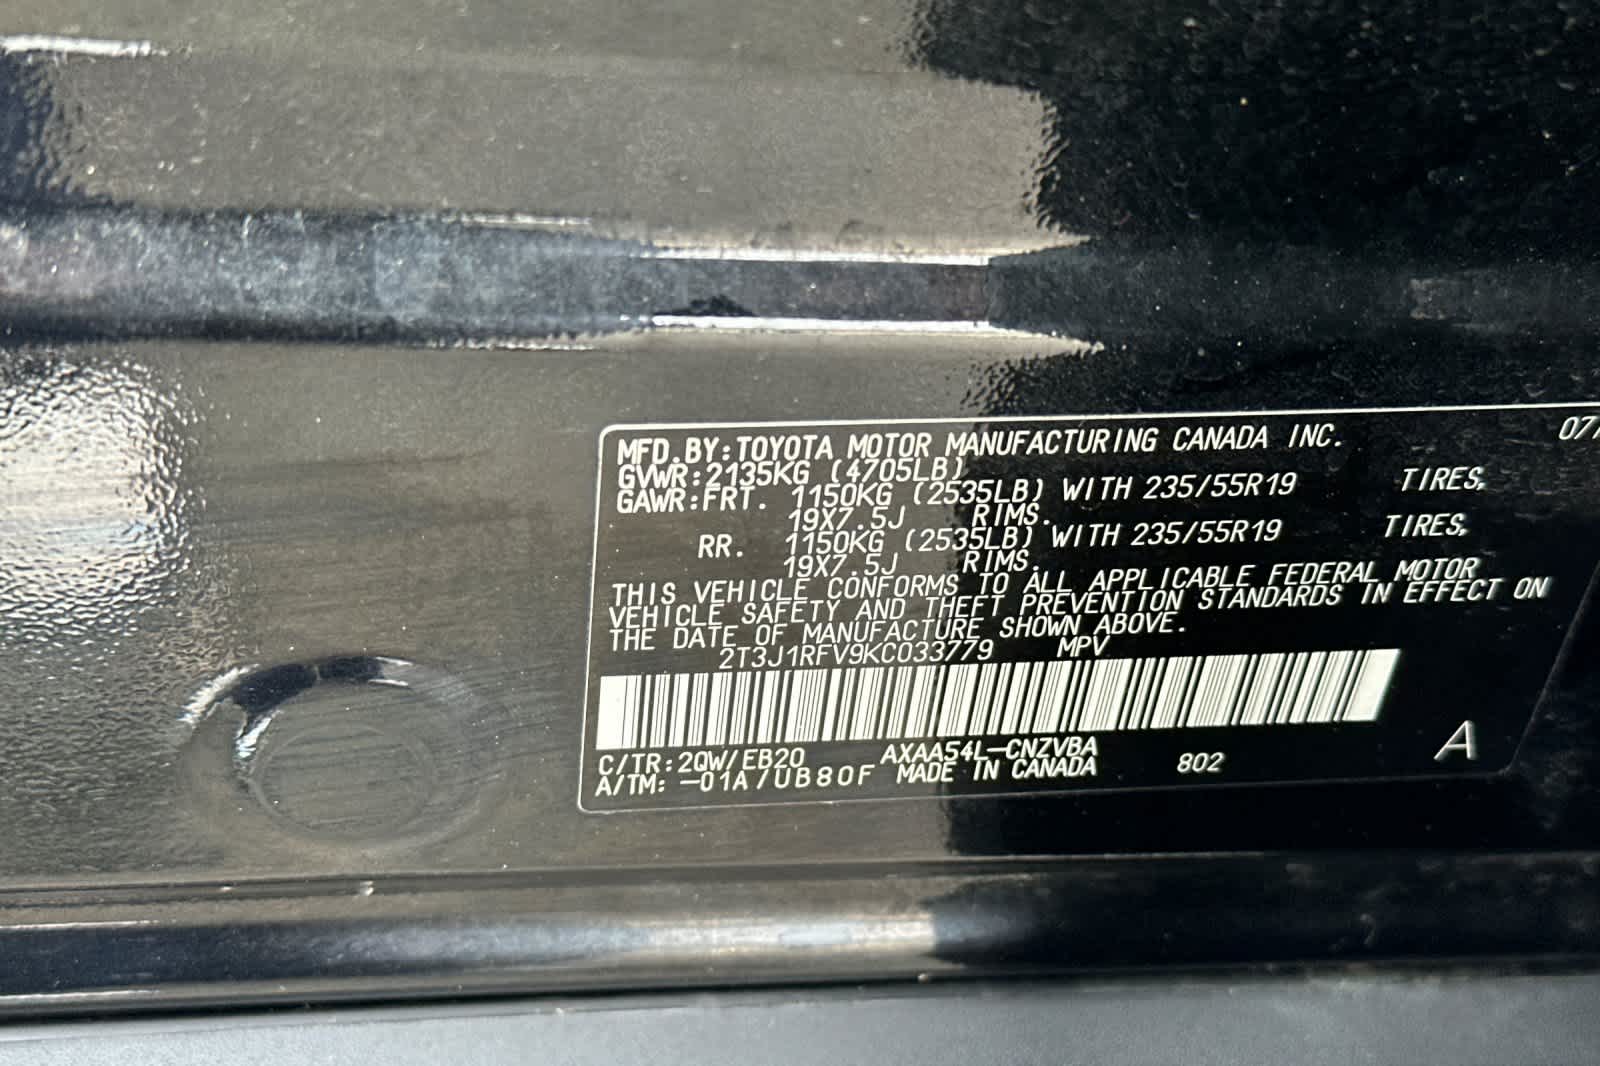 MFD.BY:TOYOTA MOTOR MANUFACTURING CANADA INC. 07/
GVWR:2135KG (4705LB)
GAWR:FRT. 1150KG (2535LB) WITH 235/55R19 TIRES,
19X7.5J RIMS.
RR. 1150KG (2535LB) WITH 235/55R19 TIRES,
19X7.5J RIMS.
THIS VEHICLE CONFORMS TO ALL APPLICABLE FEDERAL MOTOR
VEHICLE SAFETY AND THEFT PREVENTION STANDARDS IN EFFECT ON
THE DATE OF MANUFACTURE SHOWN ABOVE.
2T3J1RFV9KC033779 MPV
C/TR:2QW/EB20 AXAA54L-CNZVBA 802 A
A/TM:-01A/UB80F MADE IN CANADA